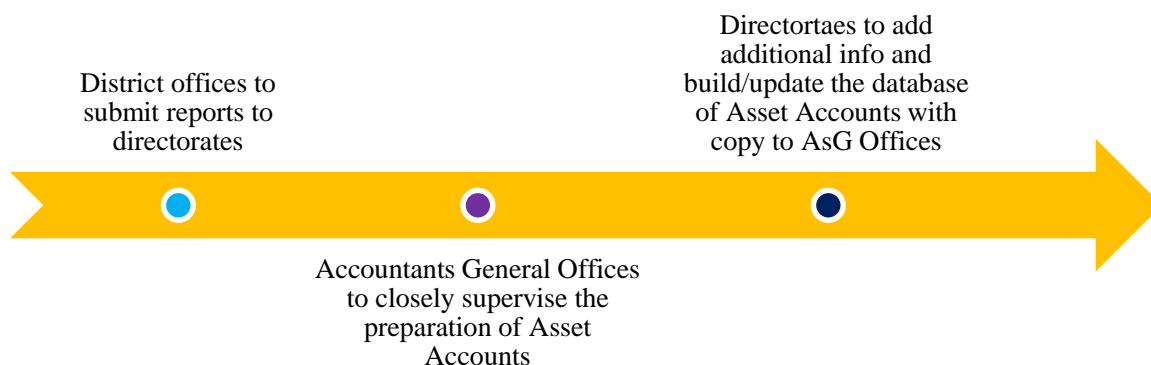 District offices to
submit reports to
directorates
Accountants General Offices
to closely supervise the
preparation of Asset
Accounts
Directortaes to add
additional info and
build/update the database
of Asset Accounts with
copy to AsG Offices